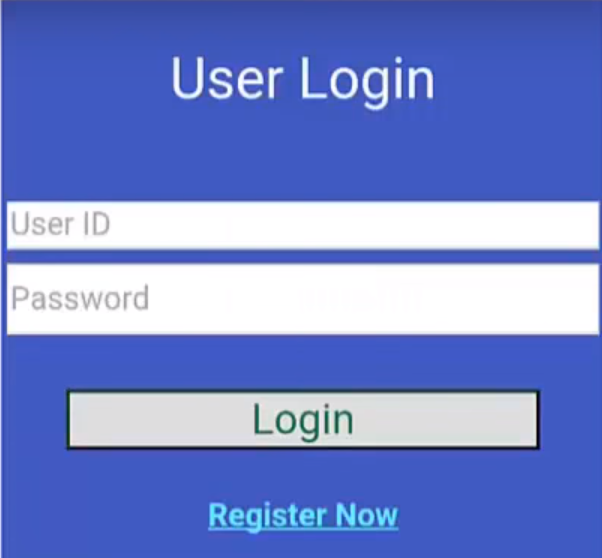 User Login
User ID
Password
Login
Register Now